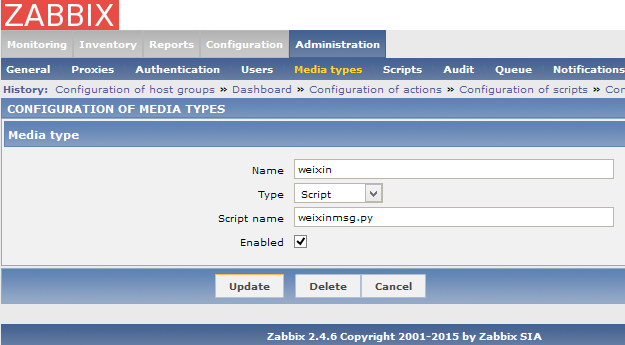 ZABBIX
Monitoring Inventory Reports Configuration Administration
General Proxies Authentication Users Media types Scripts Audit Queue Notifications
History: Configuration of host groups » Dashboard » Configuration of actions » Configuration of scripts » Con
CONFIGURATION OF MEDIA TYPES
Media type
Name weixin
Type Script
Script name weixinmsg.py
Enabled
Update Delete Cancel
Zabbix 2.4.6 Copyright 2001-2015 by Zabbix SIA